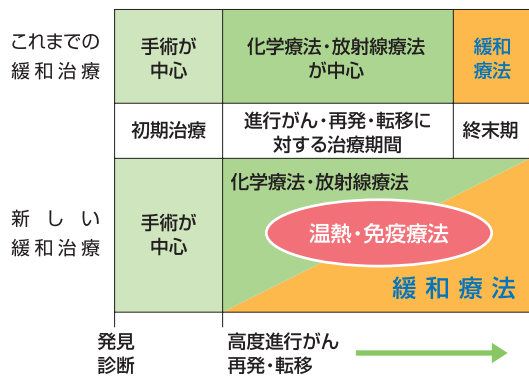 これまでの
緩和治療
手術が
中心
化学療法・放射線療法
が中心
緩和
療法
初期治療
進行がん・再発・転移に
対する治療期間
終末期
新しい
緩和治療
手術が
中心
化学療法・放射線療法
温熱・免疫療法
緩和療法
発見
診断
高度進行がん
再発・転移